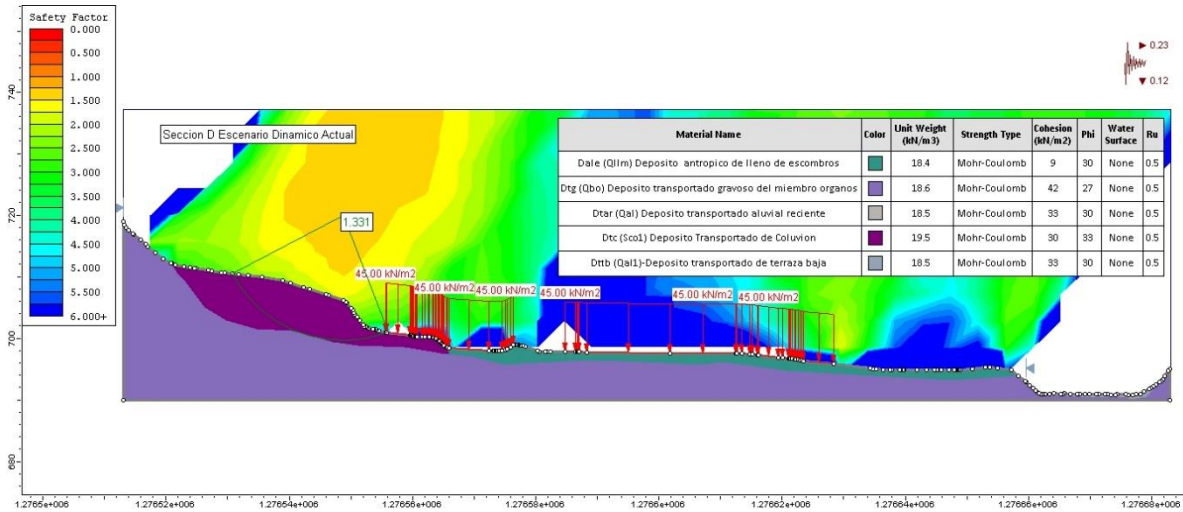 Safety Factor
0.000
0.500
1.000
1.500
2.000
2.500
3.000
3.500
4.000
4.500
5.000
5.500
6.000+
0.23
0.12
740
720
700
680
Seccion D Escenario Dinamico Actual
Material Name Color Unit Weight (kN/m3) Strength Type Cohesion (kN/m2) Phi Water Surface Ru
Dale (Qllm) Deposito antropico de lleno de escombros 18.4 Mohr-Coulomb 9 30 None 0.5
Dtg (Qbo) Deposito transportado gravoso del miembro organos 18.6 Mohr-Coulomb 42 27 None 0.5
Dtar (Qal) Deposito transportado aluvial reciente 18.5 Mohr-Coulomb 33 30 None 0.5
Dtc (Sco1) Deposito Transportado de Coluvion 19.5 Mohr-Coulomb 30 33 None 0.5
Dttb (Qal1)-Deposito transportado de terraza baja 18.5 Mohr-Coulomb 33 30 None 0.5
1.331
45.00 kN/m2
45.00 kN/m2
45.00 kN/m2
45.00 kN/m2
45.00 kN/m2
45.00 kN/m2
1.27665e+006
1.27652e+006
1.27654e+006
1.27656e+006
1.27658e+006
1.2766e+006
1.27662e+006
1.27664e+006
1.27666e+006
1.27668e+006